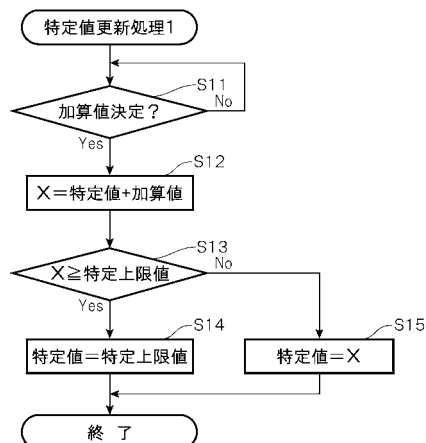 特定値更新処理1
S11
加算値決定?
No
Yes
S12
X=特定値+加算値
S13
X≧特定上限値
No
Yes
S14
特定値=特定上限値
S15
特定値=X
終 了